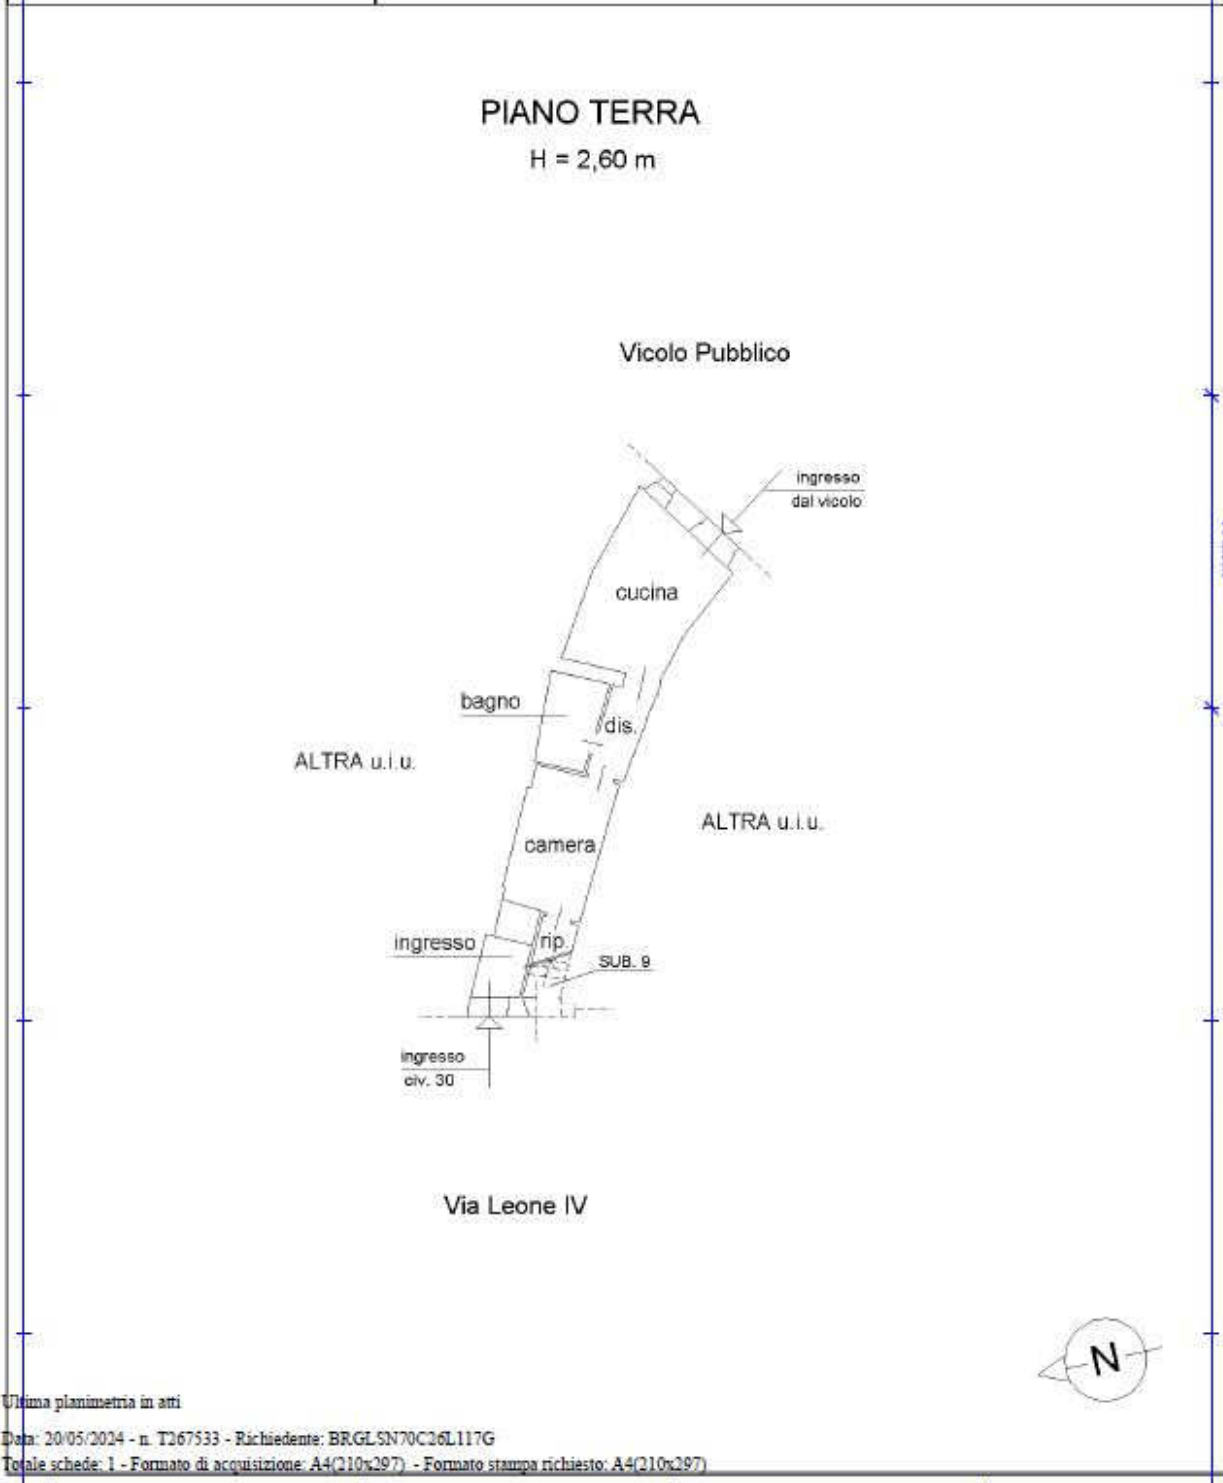 PIANO TERRA
H = 2,60 m
Vicolo Pubblico
ingresso
dal vicolo
cucina
bagno
dis.
ALTRA u.i.u.
ALTRA u.i.u.
camera
ingresso
rip.
SUB. 9
ingresso
civ. 30
Via Leone IV
N
Ultima planimetria in atti
Data: 20/05/2024 - n. T267533 - Richiedente: BRGLSN70C26L117G
Totale schede: 1 - Formato di acquisizione: A4(210x297) - Formato stampa richiesto: A4(210x297)